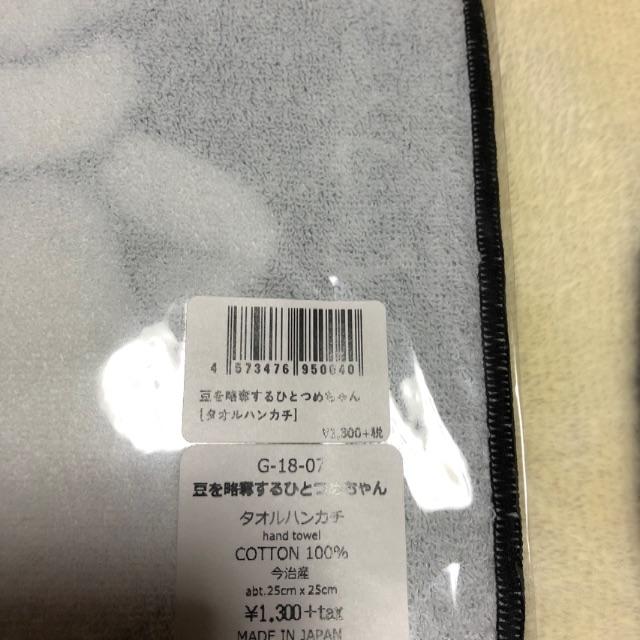 4 573476 950640
豆を略奪するひとつめちゃん
[タオルハンカチ]
¥1,300+税
G-18-07
豆を略奪するひとつめちゃん
タオルハンカチ
hand towel
COTTON 100%
今治産
abt.25cm x 25cm
¥1,300+tax
MADE IN JAPAN